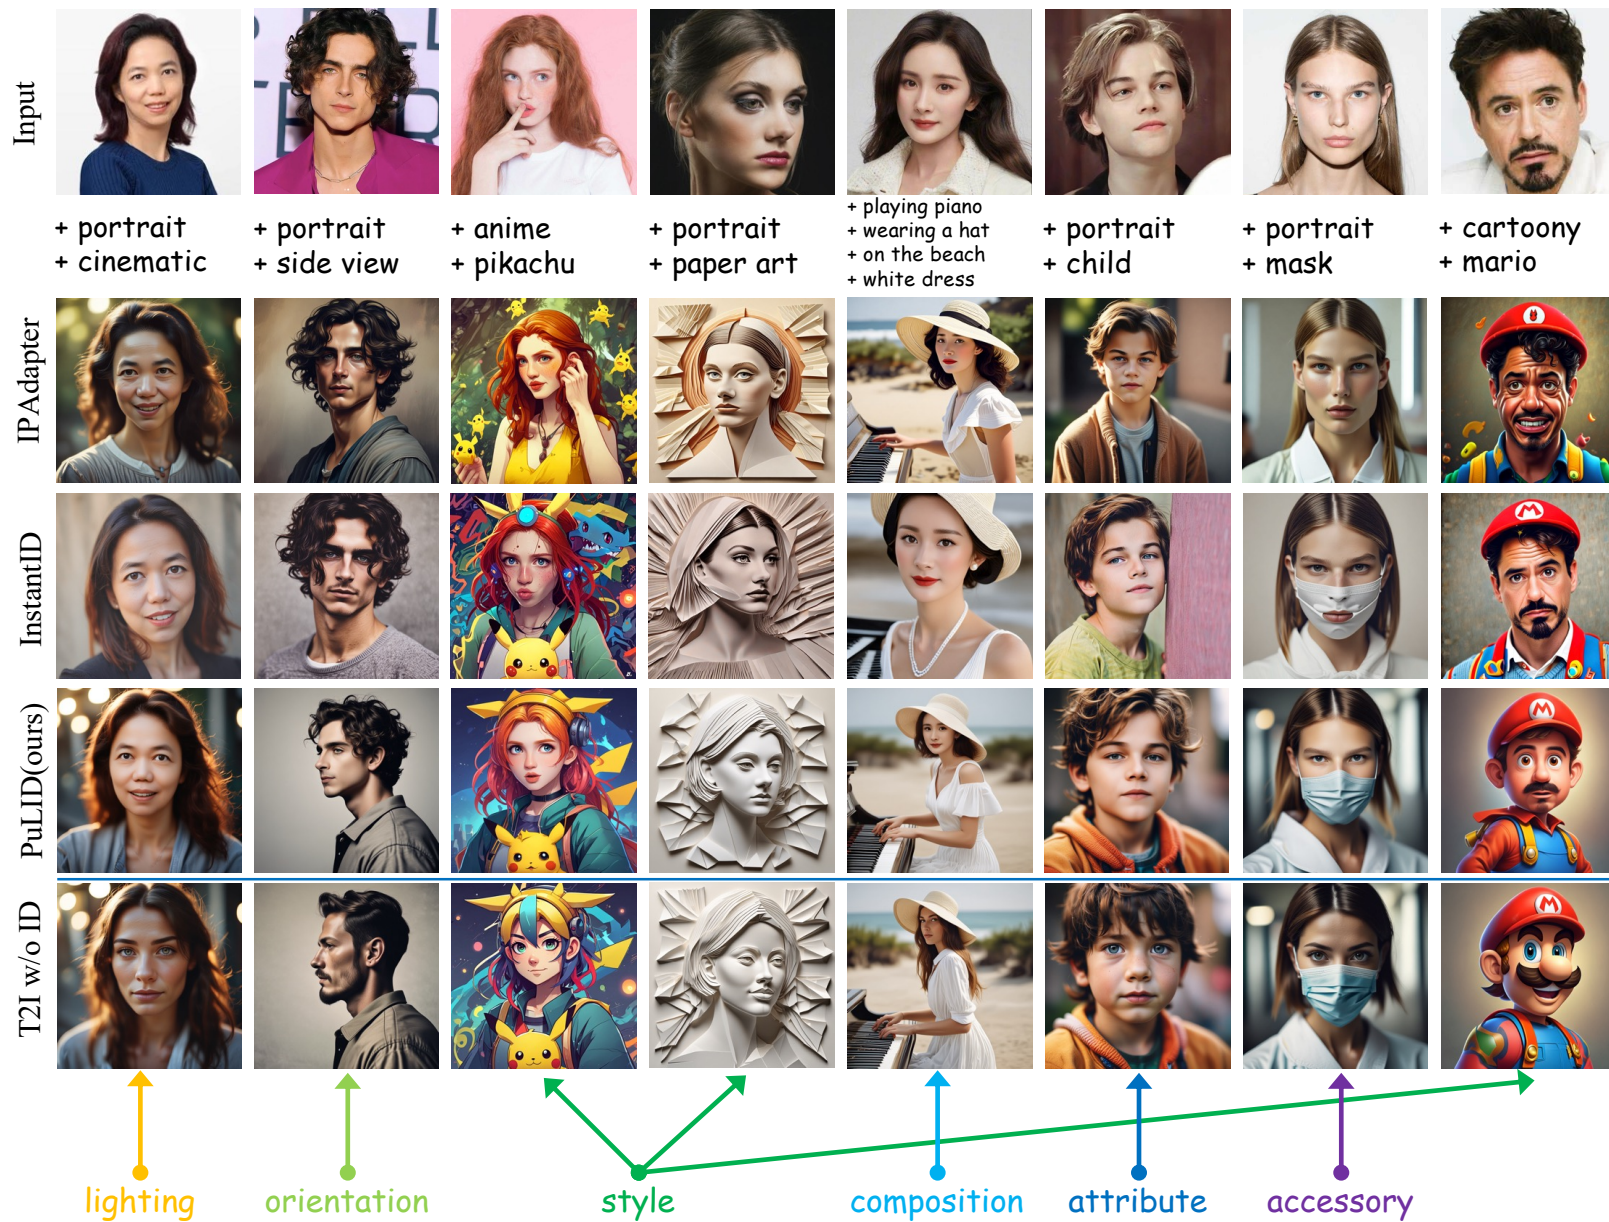 Input
+ portrait
+ cinematic
+ portrait
+ side view
+ anime
+ pikachu
+ portrait
+ paper art
+ playing piano
+ wearing a hat
+ on the beach
+ white dress
+ portrait
+ child
+ portrait
+ mask
+ cartoony
+ mario
IPAdapter
InstantID
M
PuLID(ours)
M
T2I w/o ID
M
lighting
orientation
style
composition
attribute
accessory